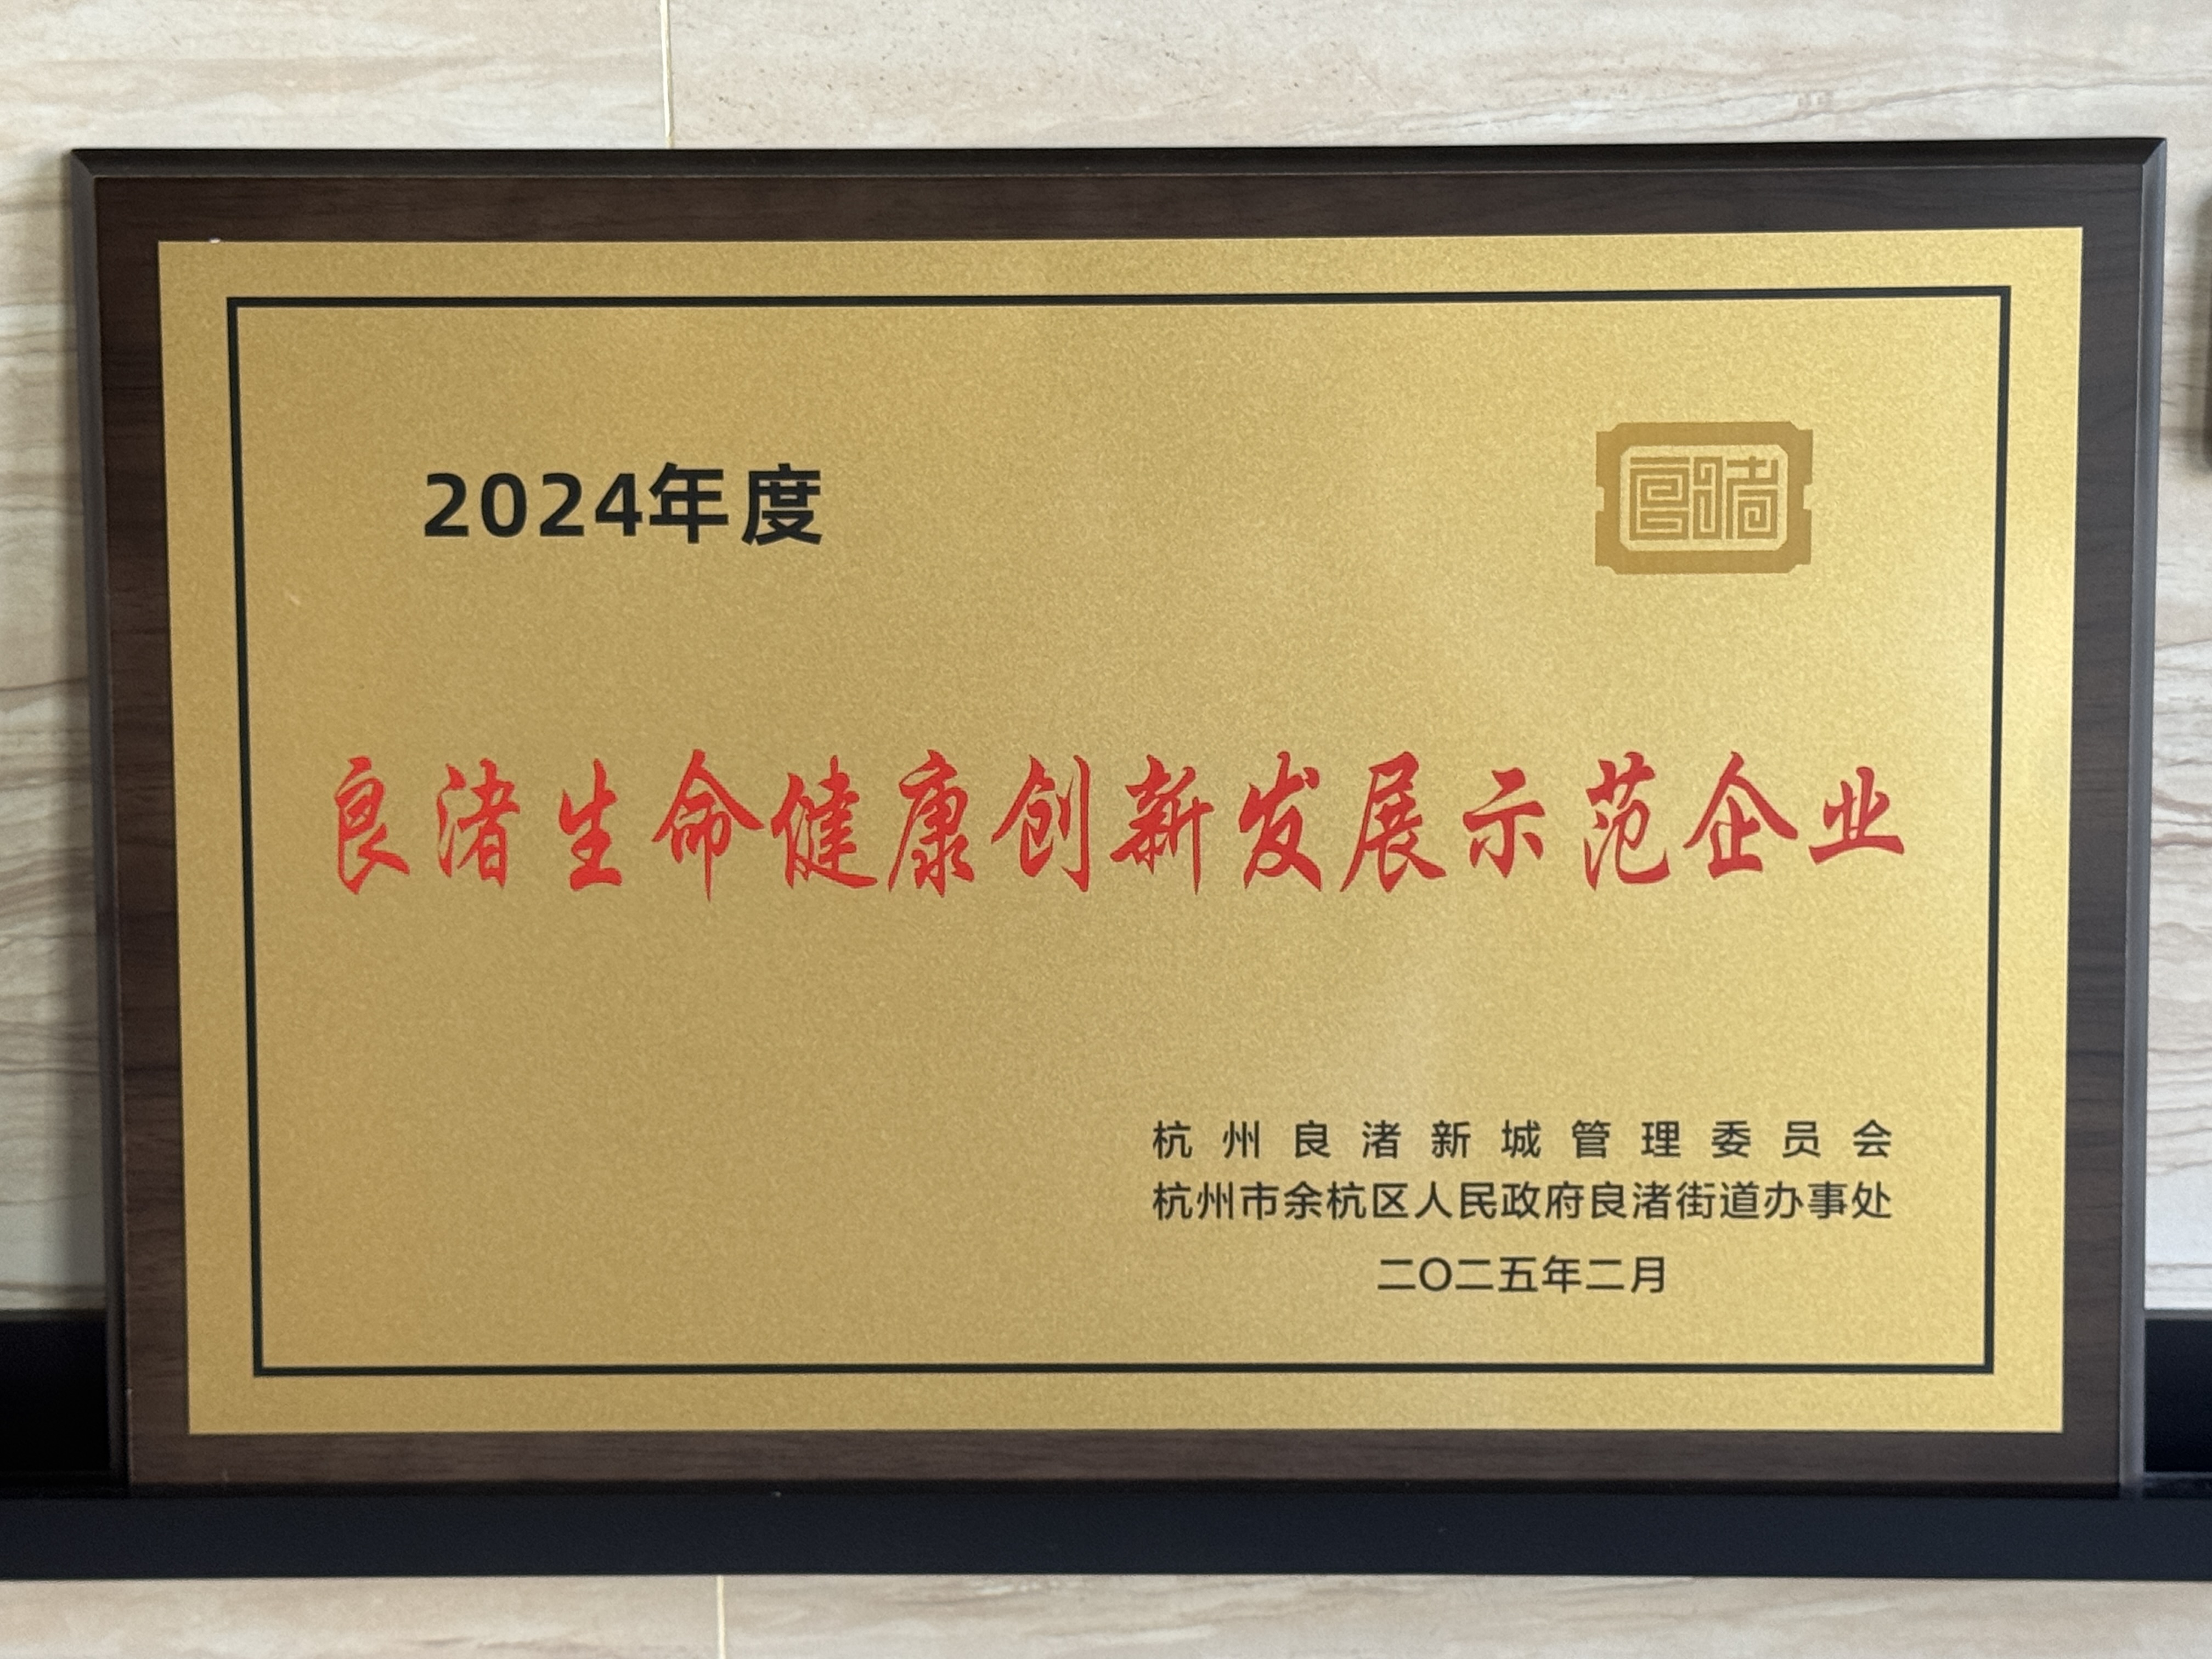 2024年度
良渚
良渚生命健康创新发展示范企业
杭州良渚新城管理委员会
杭州市余杭区人民政府良渚街道办事处
二〇二五年二月